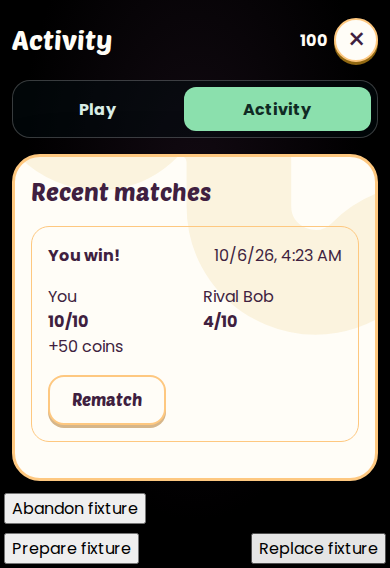 Activity
100 ×
Play Activity
Recent matches
You win! 10/6/26, 4:23 AM
You Rival Bob
10/10 4/10
+50 coins
Rematch
Abandon fixture
Prepare fixture Replace fixture